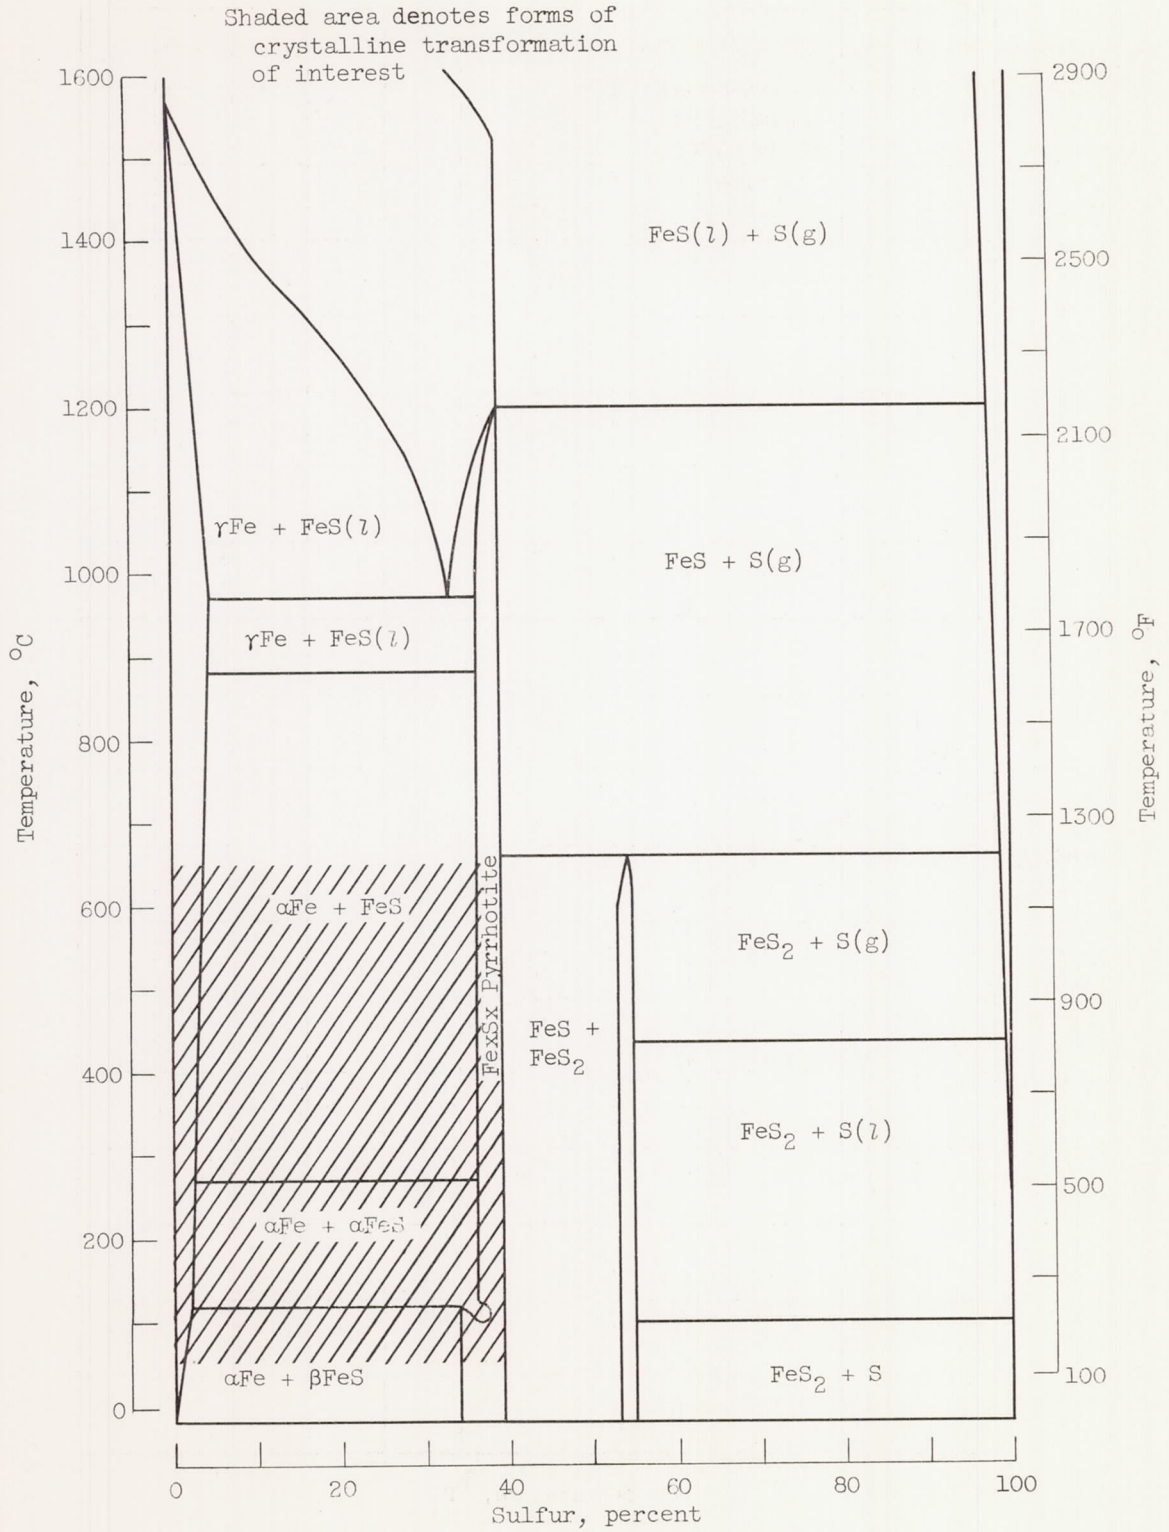 Shaded area denotes forms of
crystalline transformation
of interest
1600
2900
1400
FeS(l) + S(g)
2500
1200
2100
γFe + FeS(l)
1000
FeS + S(g)
γFe + FeS(l)
1700
Temperature, °C
Temperature, °F
800
1300
αFe + FeS
600
FexSx Pyrrhotite
FeS₂ + S(g)
FeS +
FeS₂
900
400
FeS₂ + S(l)
500
αFe + αFeS
200
αFe + βFeS
FeS₂ + S
100
0
0
20
40
60
80
100
Sulfur, percent